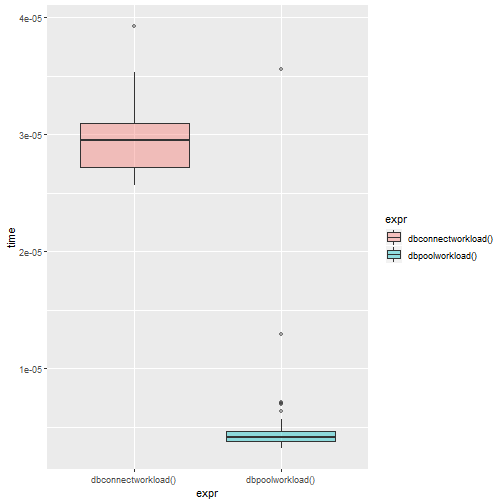 4e-05
3e-05
2e-05
1e-05
time
dbconnectworkload()
dbpoolworkload()
expr
expr
dbconnectworkload()
dbpoolworkload()